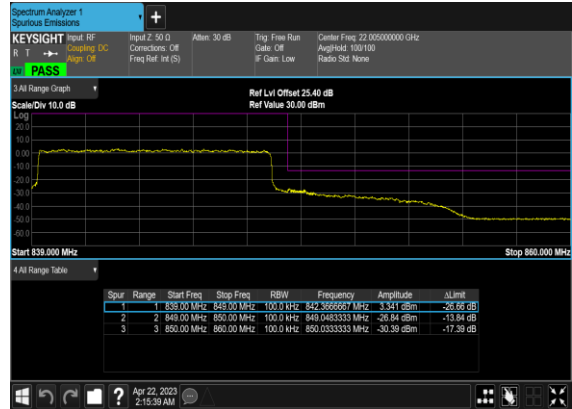 Spectrum Analyzer 1
Spurious Emissions
+
KEYSIGHT Input: RF Input Z: 50 Ω Atten: 30 dB Trig: Free Run Center Freq: 22.005000000 GHz
R T Coupling: DC Corrections: Off Gate: Off Avg|Hold: 100/100
Align: Off Freq Ref: Int (S) IF Gain: Low Radio Std: None
PASS
3 All Range Graph
Ref Lvl Offset 25.40 dB
Scale/Div 10.0 dB Ref Value 30.00 dBm
Log
20.0
10.0
0.00
-10.0
-20.0
-30.0
-40.0
-50.0
-60.0
Start 839.000 MHz Stop 860.000 MHz
4 All Range Table
Spur Range Start Freq Stop Freq RBW Frequency Amplitude ΔLimit
1 1 839.00 MHz 849.00 MHz 100.0 kHz 842.3666667 MHz 3.341 dBm -26.66 dB
2 2 849.00 MHz 850.00 MHz 100.0 kHz 849.0483333 MHz -26.84 dBm -13.84 dB
3 3 850.00 MHz 860.00 MHz 100.0 kHz 850.0333333 MHz -30.39 dBm -17.39 dB
? Apr 22, 2023
2:15:39 AM